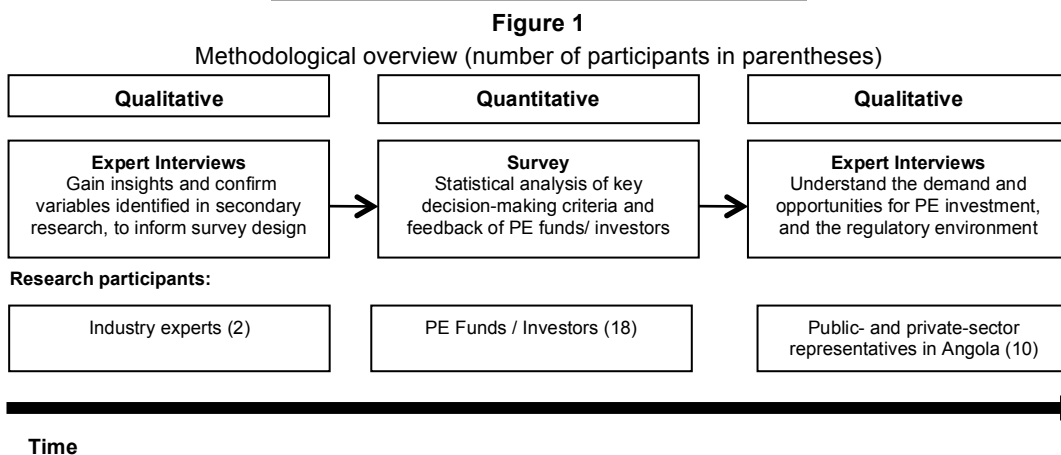 Figure 1
Methodological overview (number of participants in parentheses)
Qualitative
Quantitative
Qualitative
Expert Interviews
Gain insights and confirm
variables identified in secondary
research, to inform survey design
Survey
Statistical analysis of key
decision-making criteria and
feedback of PE funds/ investors
Expert Interviews
Understand the demand and
opportunities for PE investment,
and the regulatory environment
Research participants:
Industry experts (2)
PE Funds / Investors (18)
Public- and private-sector
representatives in Angola (10)
Time